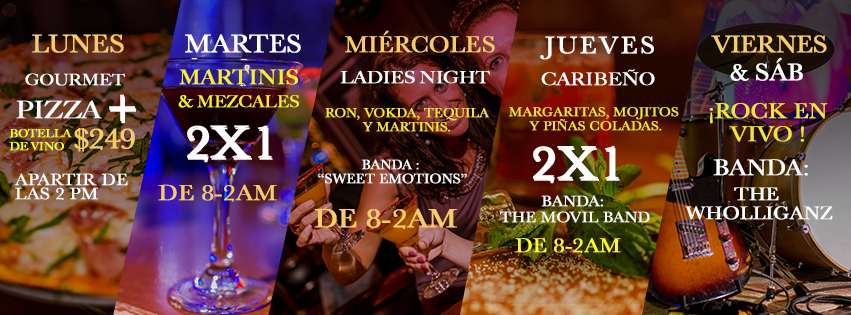 LUNES
GOURMET
PIZZA +
BOTELLA
DE VINO $249
APARTIR DE
LAS 2 PM
MARTES
MARTINIS
& MEZCALES
2X1
DE 8-2AM
MIÉRCOLES
LADIES NIGHT
RON, VOKDA, TEQUILA
Y MARTINIS.
BANDA :
“SWEET EMOTIONS”
DE 8-2AM
JUEVES
CARIBEÑO
MARGARITAS, MOJITOS
Y PIÑAS COLADAS.
2X1
BANDA:
THE MOVIL BAND
DE 8-2AM
VIERNES
& SÁB
¡ROCK EN
VIVO !
BANDA:
THE
WHOLLIGANZ